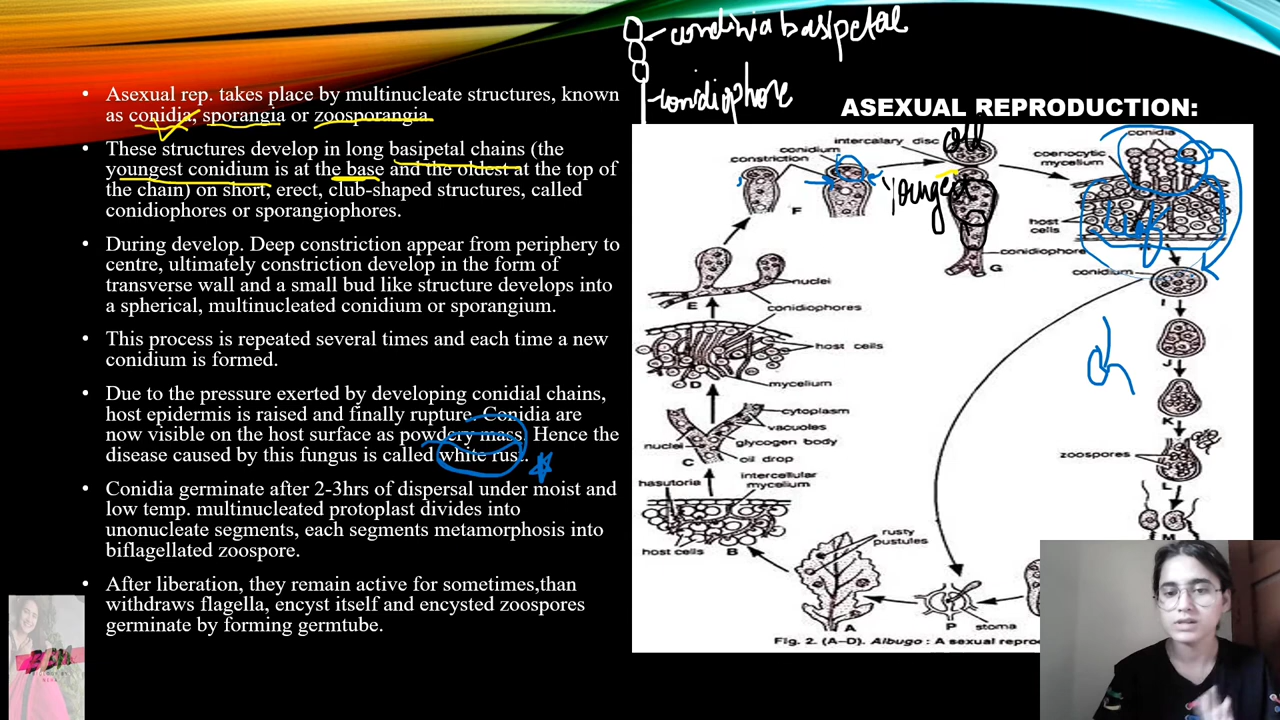 conidia basipetal
conidiophore
ASEXUAL REPRODUCTION:
• Asexual rep. takes place by multinucleate structures, known
as conidia, sporangia or zoosporangia.
• These structures develop in long basipetal chains (the
youngest conidium is at the base and the oldest at the top of
the chain) on short, erect, club-shaped structures, called
conidiophores or sporangiophores.
• During develop. Deep constriction appear from periphery to
centre, ultimately constriction develop in the form of
transverse wall and a small bud like structure develops into
a spherical, multinucleated conidium or sporangium.
• This process is repeated several times and each time a new
conidium is formed.
• Due to the pressure exerted by developing conidial chains,
host epidermis is raised and finally rupture. Conidia are
now visible on the host surface as powdery mass. Hence the
disease caused by this fungus is called white rust.
• Conidia germinate after 2-3hrs of dispersal under moist and
low temp. multinucleated protoplast divides into
unonucleate segments, each segments metamorphosis into
biflagellated zoospore.
• After liberation, they remain active for sometimes,than
withdraws flagella, encyst itself and encysted zoospores
germinate by forming germtube.
intercalary disc
old
conidia
conidium
constriction
coenocytic
mycelium
youngest
F
host
cells
conidiophore
G
conidium
I
nuclei
E
conidiophores
J
host cells
D
mycelium
K
cytoplasm
vacuoles
nuclei
glycogen body
oil drop
C
zoospores
L
hasutoria
intercellular
mycelium
M
host cells
B
rusty
pustules
A
P
stoma
Fig. 2. (A–D). Albugo : A sexual repro